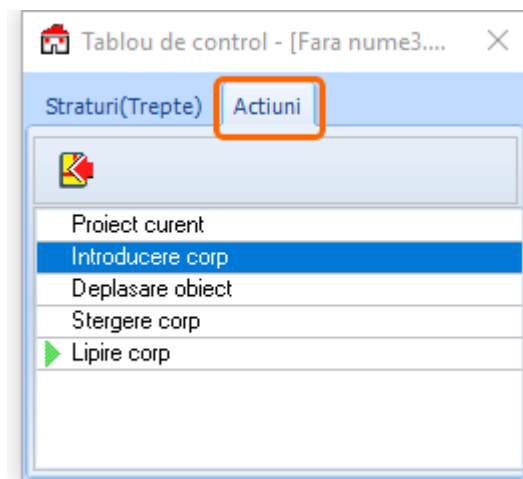 Tablou de control - [Fara nume3....
Straturi(Trepte) Actiuni
Proiect curent
Introducere corp
Deplasare obiect
Stergere corp
Lipire corp